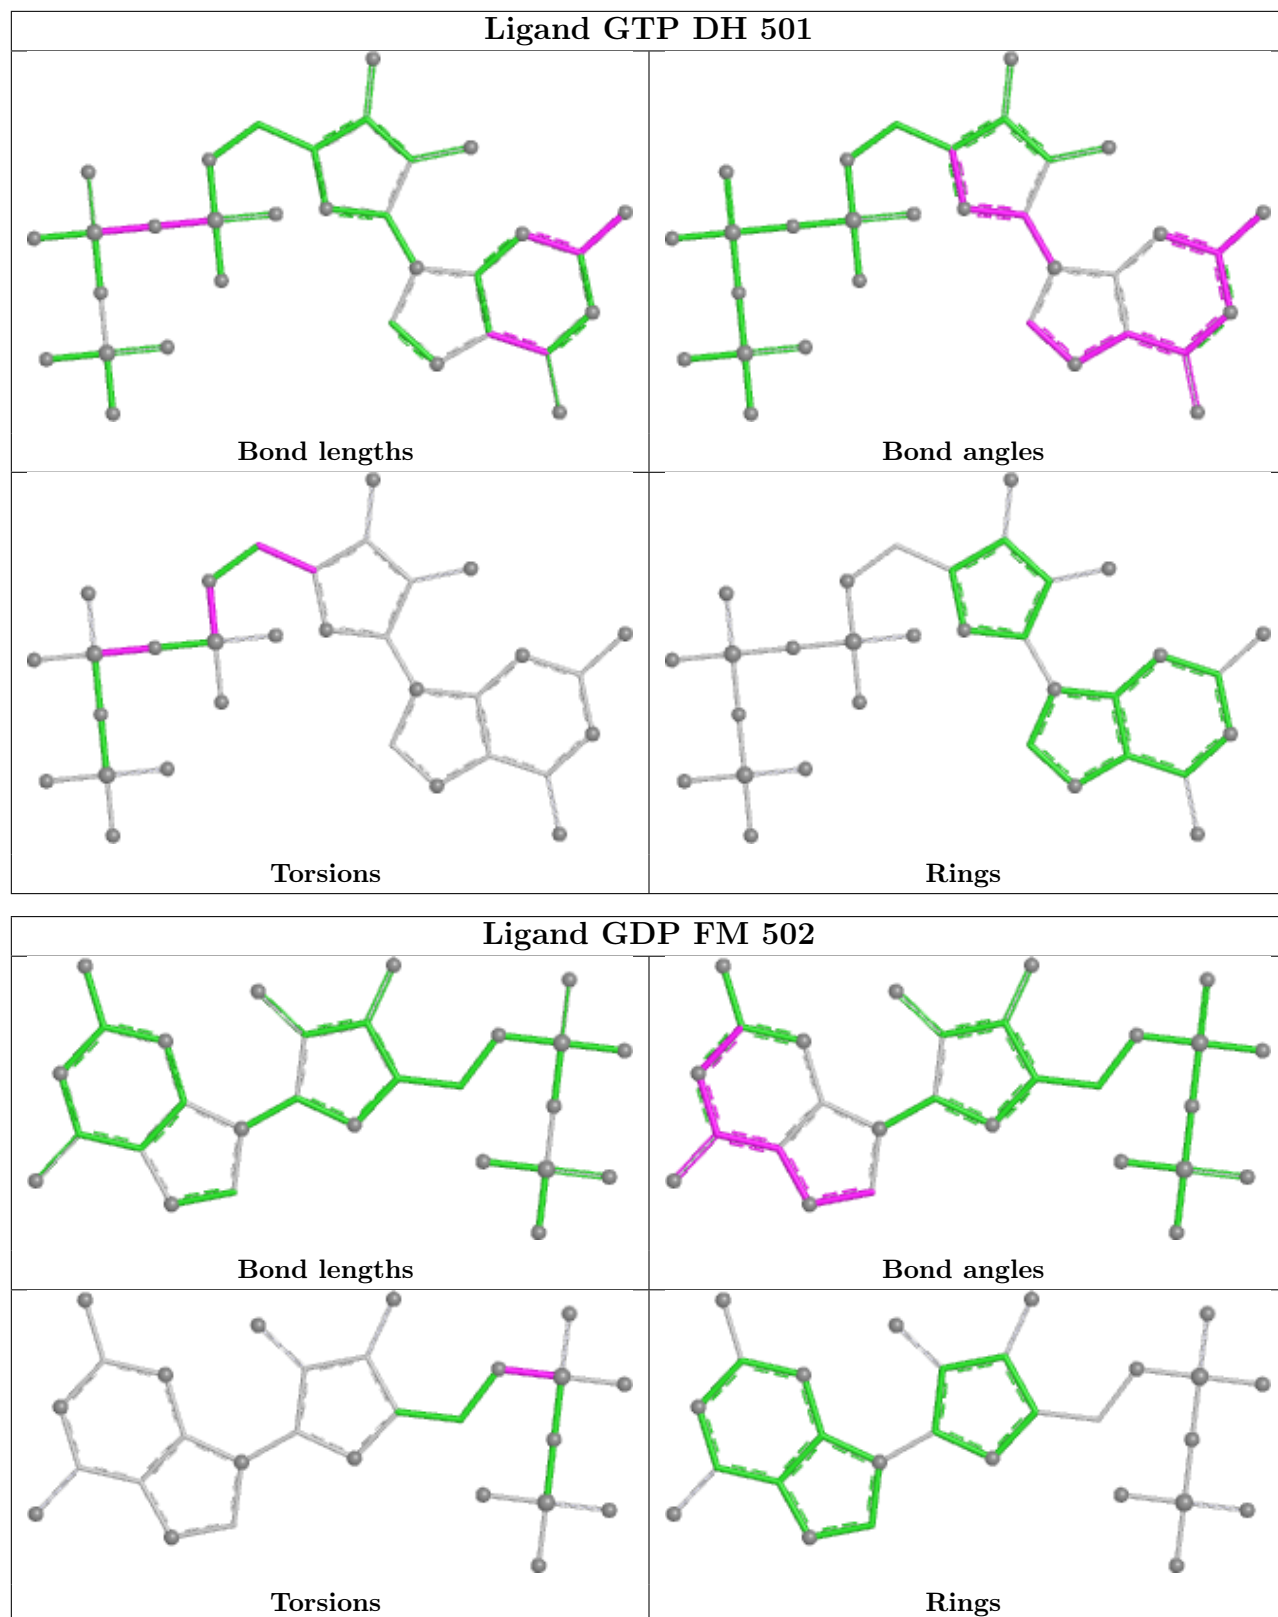 Ligand GTP DH 501
Bond lengths
Bond angles
Torsions
Rings
Ligand GDP FM 502
Bond lengths
Bond angles
Torsions
Rings